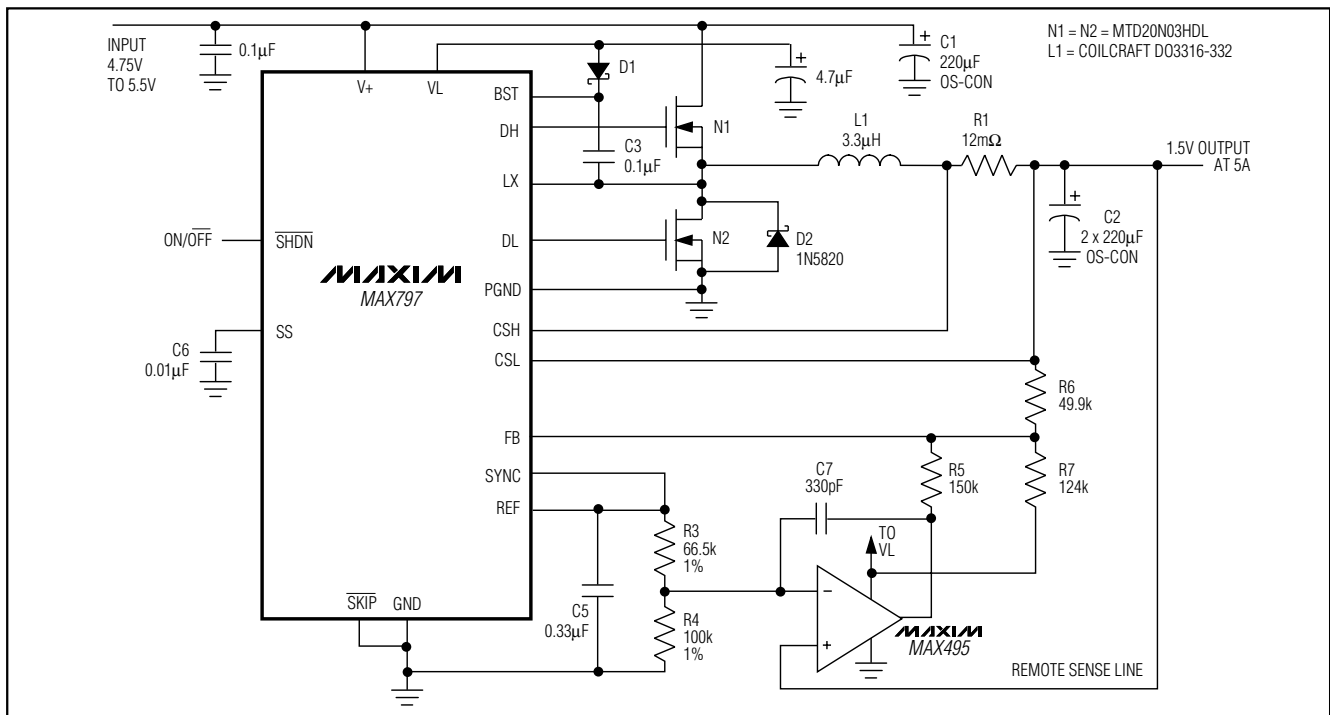 INPUT
4.75V
TO 5.5V
0.1μF
V+
VL
D1
4.7μF
C1
220μF
OS-CON
N1 = N2 = MTD20N03HDL
L1 = COILCRAFT DO3316-332
BST
DH
N1
C3
0.1μF
LX
L1
3.3μH
R1
12mΩ
1.5V OUTPUT
AT 5A
C2
2 x 220μF
OS-CON
ON/OFF
SHDN
DL
N2
D2
1N5820
MAXIM
MAX797
PGND
SS
C6
0.01μF
CSH
CSL
R6
49.9k
FB
SYNC
REF
C7
330pF
R5
150k
R7
124k
TO
VL
R3
66.5k
1%
C5
0.33μF
R4
100k
1%
SKIP
GND
−
+
MAXIM
MAX495
REMOTE SENSE LINE